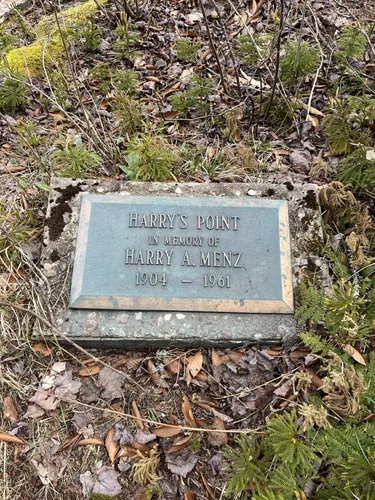 HARRY'S POINT
IN MEMORY OF
HARRY A. MENZ
1904 — 1961